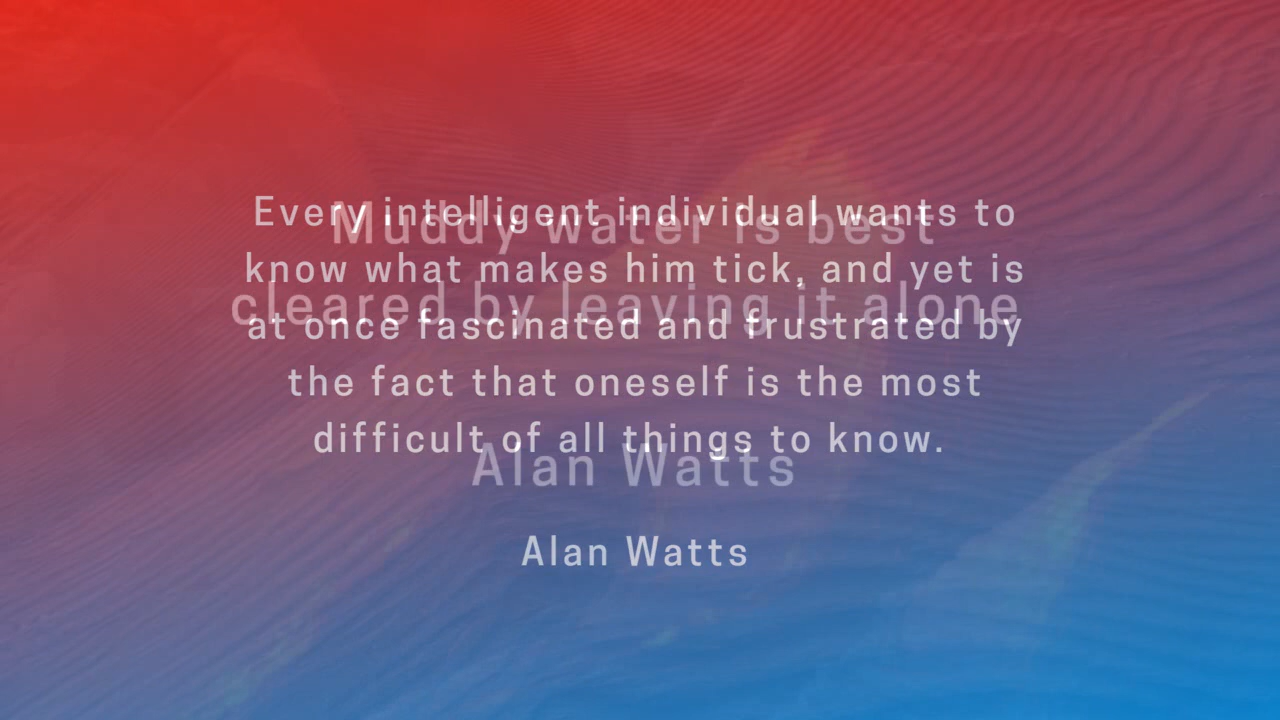 Every intelligent individual wants to
know what makes him tick, and yet is
at once fascinated and frustrated by
the fact that oneself is the most
difficult of all things to know.
Alan Watts
Muddy water is best
cleared by leaving it alone
Alan Watts